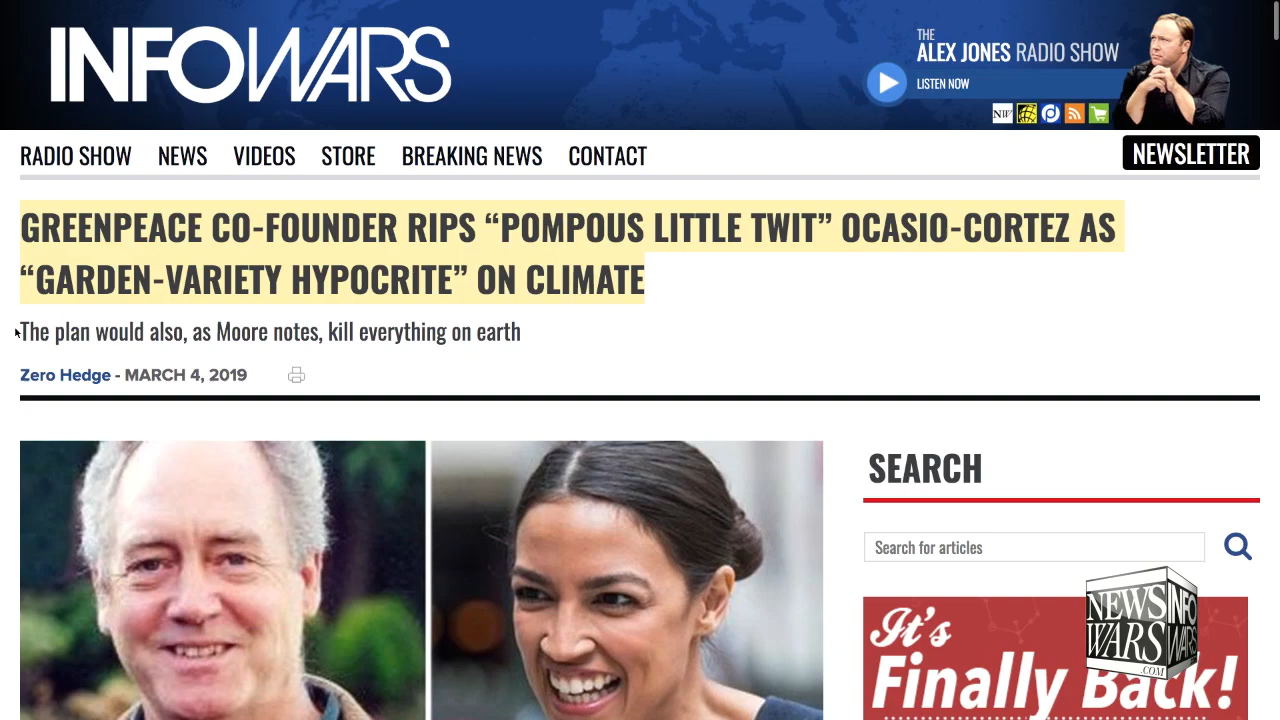 INFOWARS
THE
ALEX JONES RADIO SHOW
LISTEN NOW
NW
RADIO SHOW NEWS VIDEOS STORE BREAKING NEWS CONTACT
NEWSLETTER
GREENPEACE CO-FOUNDER RIPS “POMPOUS LITTLE TWIT” OCASIO-CORTEZ AS
“GARDEN-VARIETY HYPOCRITE” ON CLIMATE
The plan would also, as Moore notes, kill everything on earth
Zero Hedge - MARCH 4, 2019
SEARCH
Search for articles
It's
Finally Back!
NEWS
WARS
.COM
INFO
WARS